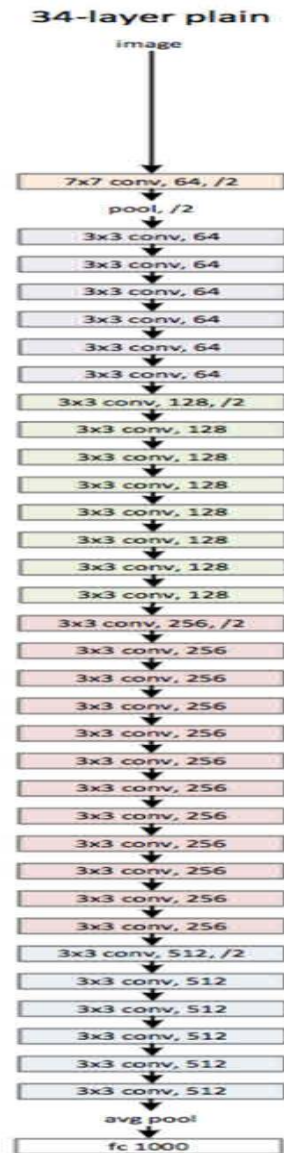 34-layer plain
image
7x7 conv, 64, /2
pool, /2
3x3 conv, 64
3x3 conv, 64
3x3 conv, 64
3x3 conv, 64
3x3 conv, 64
3x3 conv, 64
3x3 conv, 128, /2
3x3 conv, 128
3x3 conv, 128
3x3 conv, 128
3x3 conv, 128
3x3 conv, 128
3x3 conv, 128
3x3 conv, 128
3x3 conv, 256, /2
3x3 conv, 256
3x3 conv, 256
3x3 conv, 256
3x3 conv, 256
3x3 conv, 256
3x3 conv, 256
3x3 conv, 256
3x3 conv, 256
3x3 conv, 256
3x3 conv, 256
3x3 conv, 256
3x3 conv, 512, /2
3x3 conv, 512
3x3 conv, 512
3x3 conv, 512
3x3 conv, 512
3x3 conv, 512
avg pool
fc 1000